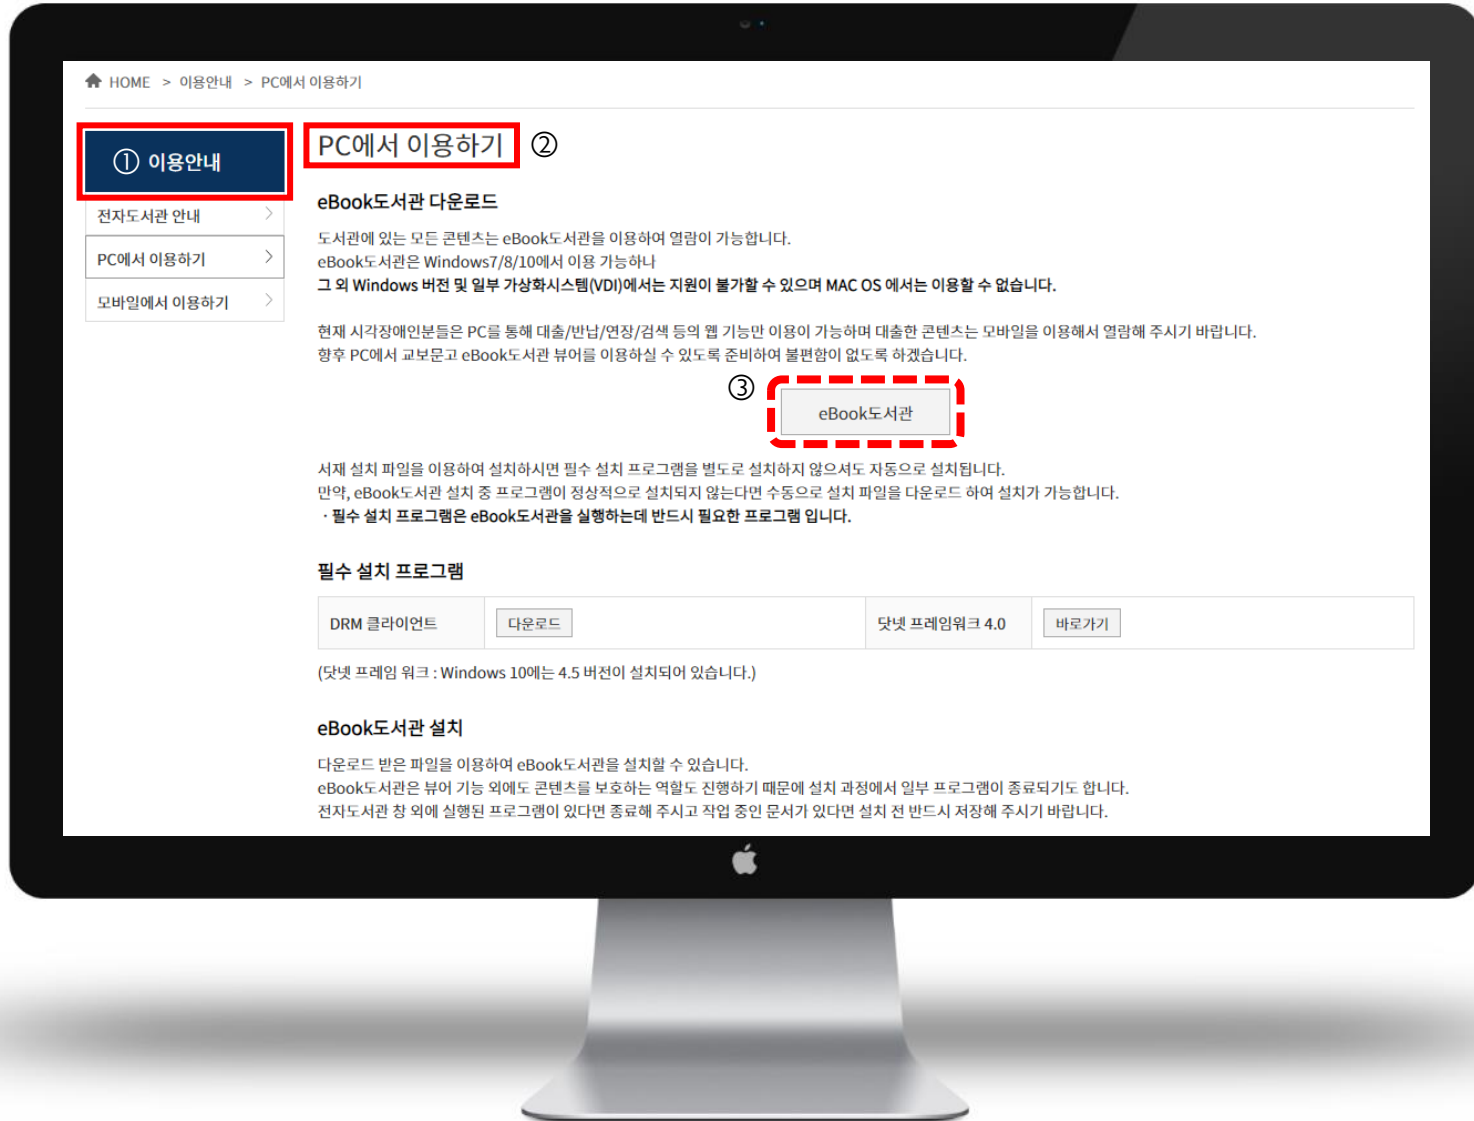 HOME > 이용안내 > PC에서 이용하기
① 이용안내
전자도서관 안내
PC에서 이용하기
모바일에서 이용하기
PC에서 이용하기 ②
eBook도서관 다운로드
도서관에 있는 모든 콘텐츠는 eBook도서관을 이용하여 열람이 가능합니다.
eBook도서관은 Windows7/8/10에서 이용 가능하나
그 외 Windows 버전 및 일부 가상화시스템(VDI)에서는 지원이 불가할 수 있으며 MAC OS 에서는 이용할 수 없습니다.
현재 시각장애인분들은 PC를 통해 대출/반납/연장/검색 등의 웹 기능만 이용이 가능하며 대출한 콘텐츠는 모바일을 이용해서 열람해 주시기 바랍니다.
향후 PC에서 교보문고 eBook도서관 뷰어를 이용하실 수 있도록 준비하여 불편함이 없도록 하겠습니다.
③
eBook도서관
서재 설치 파일을 이용하여 설치하시면 필수 설치 프로그램을 별도로 설치하지 않으셔도 자동으로 설치됩니다.
만약, eBook도서관 설치 중 프로그램이 정상적으로 설치되지 않는다면 수동으로 설치 파일을 다운로드 하여 설치가 가능합니다.
· 필수 설치 프로그램은 eBook도서관을 실행하는데 반드시 필요한 프로그램 입니다.
필수 설치 프로그램
DRM 클라이언트 다운로드 닷넷 프레임워크 4.0 바로가기
(닷넷 프레임 워크 : Windows 10에는 4.5 버전이 설치되어 있습니다.)
eBook도서관 설치
다운로드 받은 파일을 이용하여 eBook도서관을 설치할 수 있습니다.
eBook도서관은 뷰어 기능 외에도 콘텐츠를 보호하는 역할도 진행하기 때문에 설치 과정에서 일부 프로그램이 종료되기도 합니다.
전자도서관 창 외에 실행된 프로그램이 있다면 종료해 주시고 작업 중인 문서가 있다면 설치 전 반드시 저장해 주시기 바랍니다.